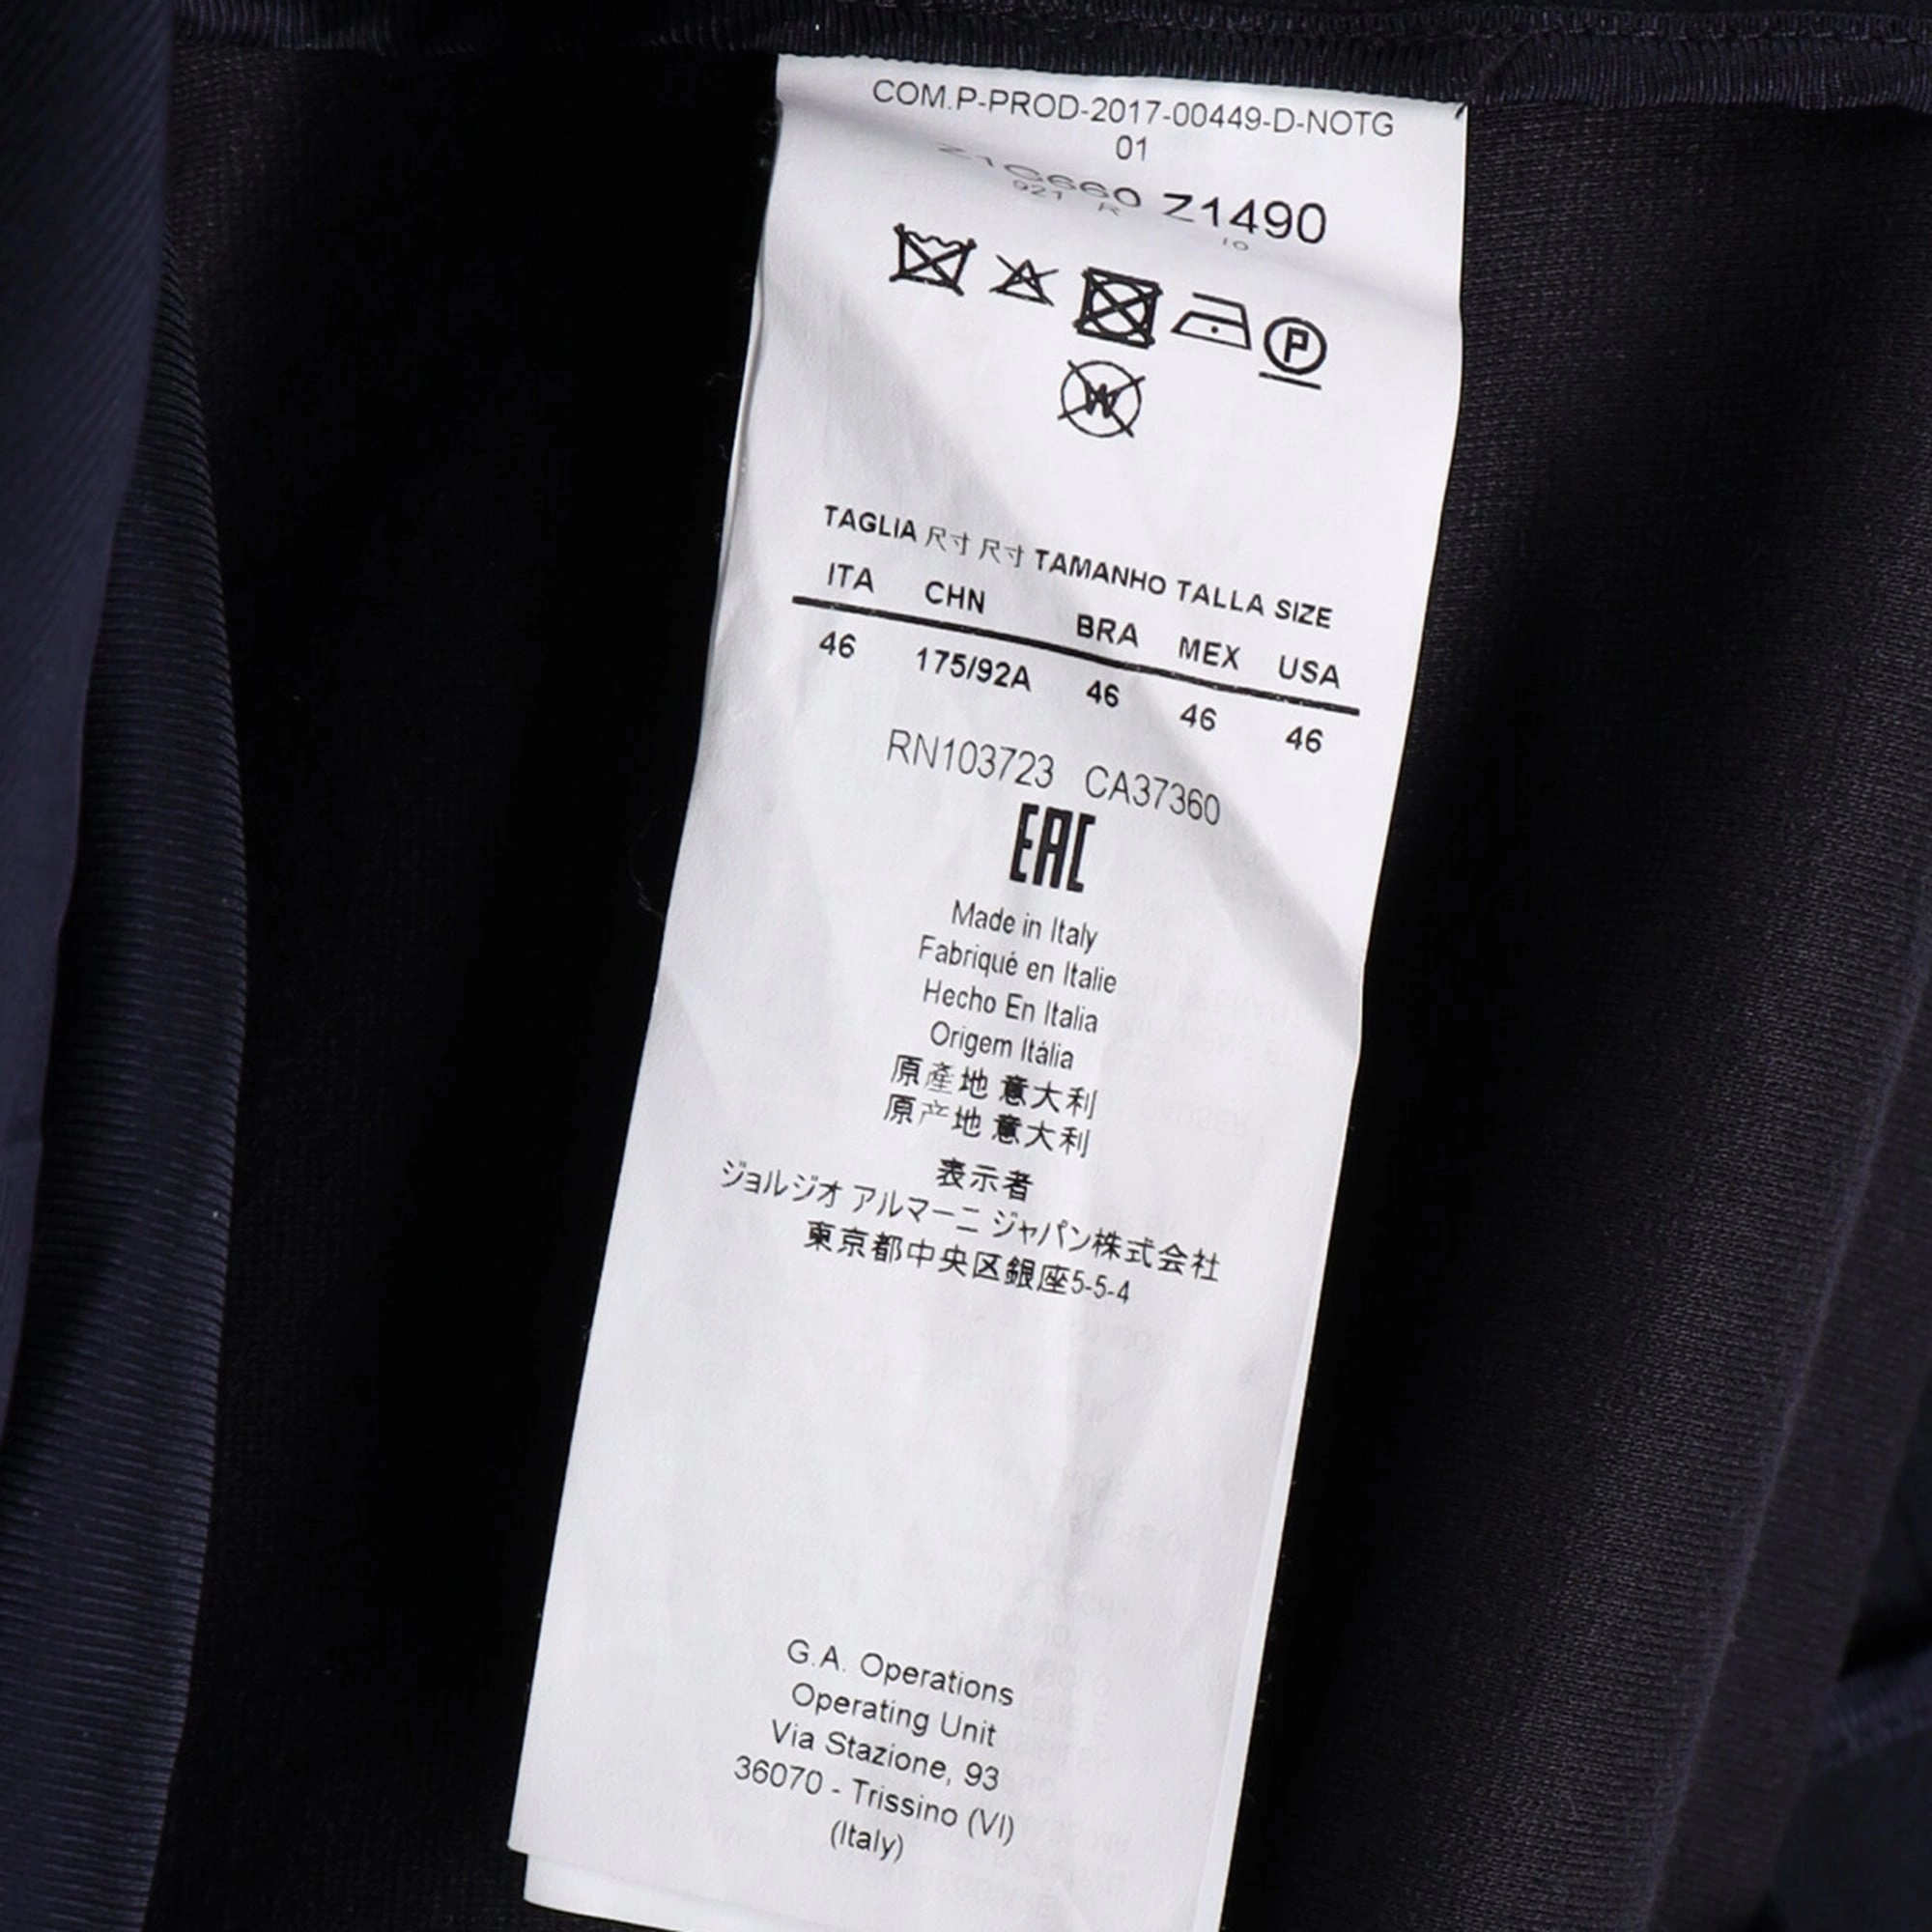 COM.P-PROD-2017-00449-D-NOTG
01
Z1G660 Z1490
921 R 10
P
W
TAGLIA 尺寸 尺寸 TAMANHO TALLA SIZE
ITA CHN BRA MEX USA
46 175/92A 46 46 46
RN103723 CA37360
EAC
Made in Italy
Fabriqué en Italie
Hecho En Italia
Origem Itália
原產地 意大利
原产地 意大利
表示者
ジョルジオ アルマーニ ジャパン株式会社
東京都中央区銀座5-5-4
G.A. Operations
Operating Unit
Via Stazione, 93
36070 - Trissino (VI)
(Italy)